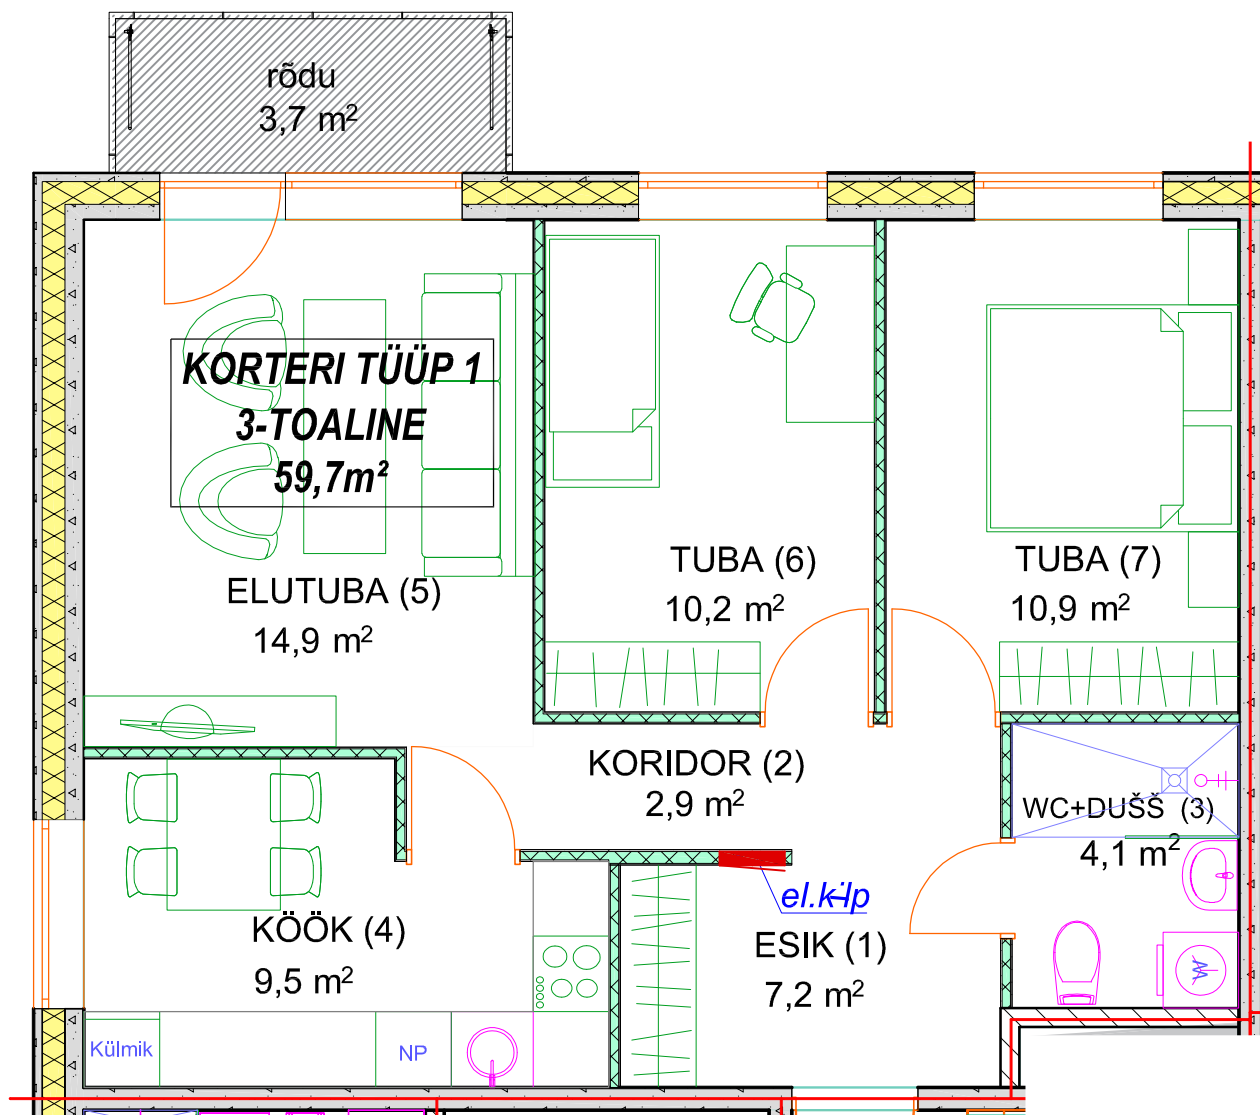 rõdu
3,7 m²
KORTERI TÜÜP 1
3-TOALINE
59,7m²
ELUTUBA (5)
14,9 m²
TUBA (6)
10,2 m²
TUBA (7)
10,9 m²
KORIDOR (2)
2,9 m²
WC+DUŠŠ (3)
4,1 m²
el.kilp
KÖÖK (4)
9,5 m²
ESIK (1)
7,2 m²
Külmik
NP